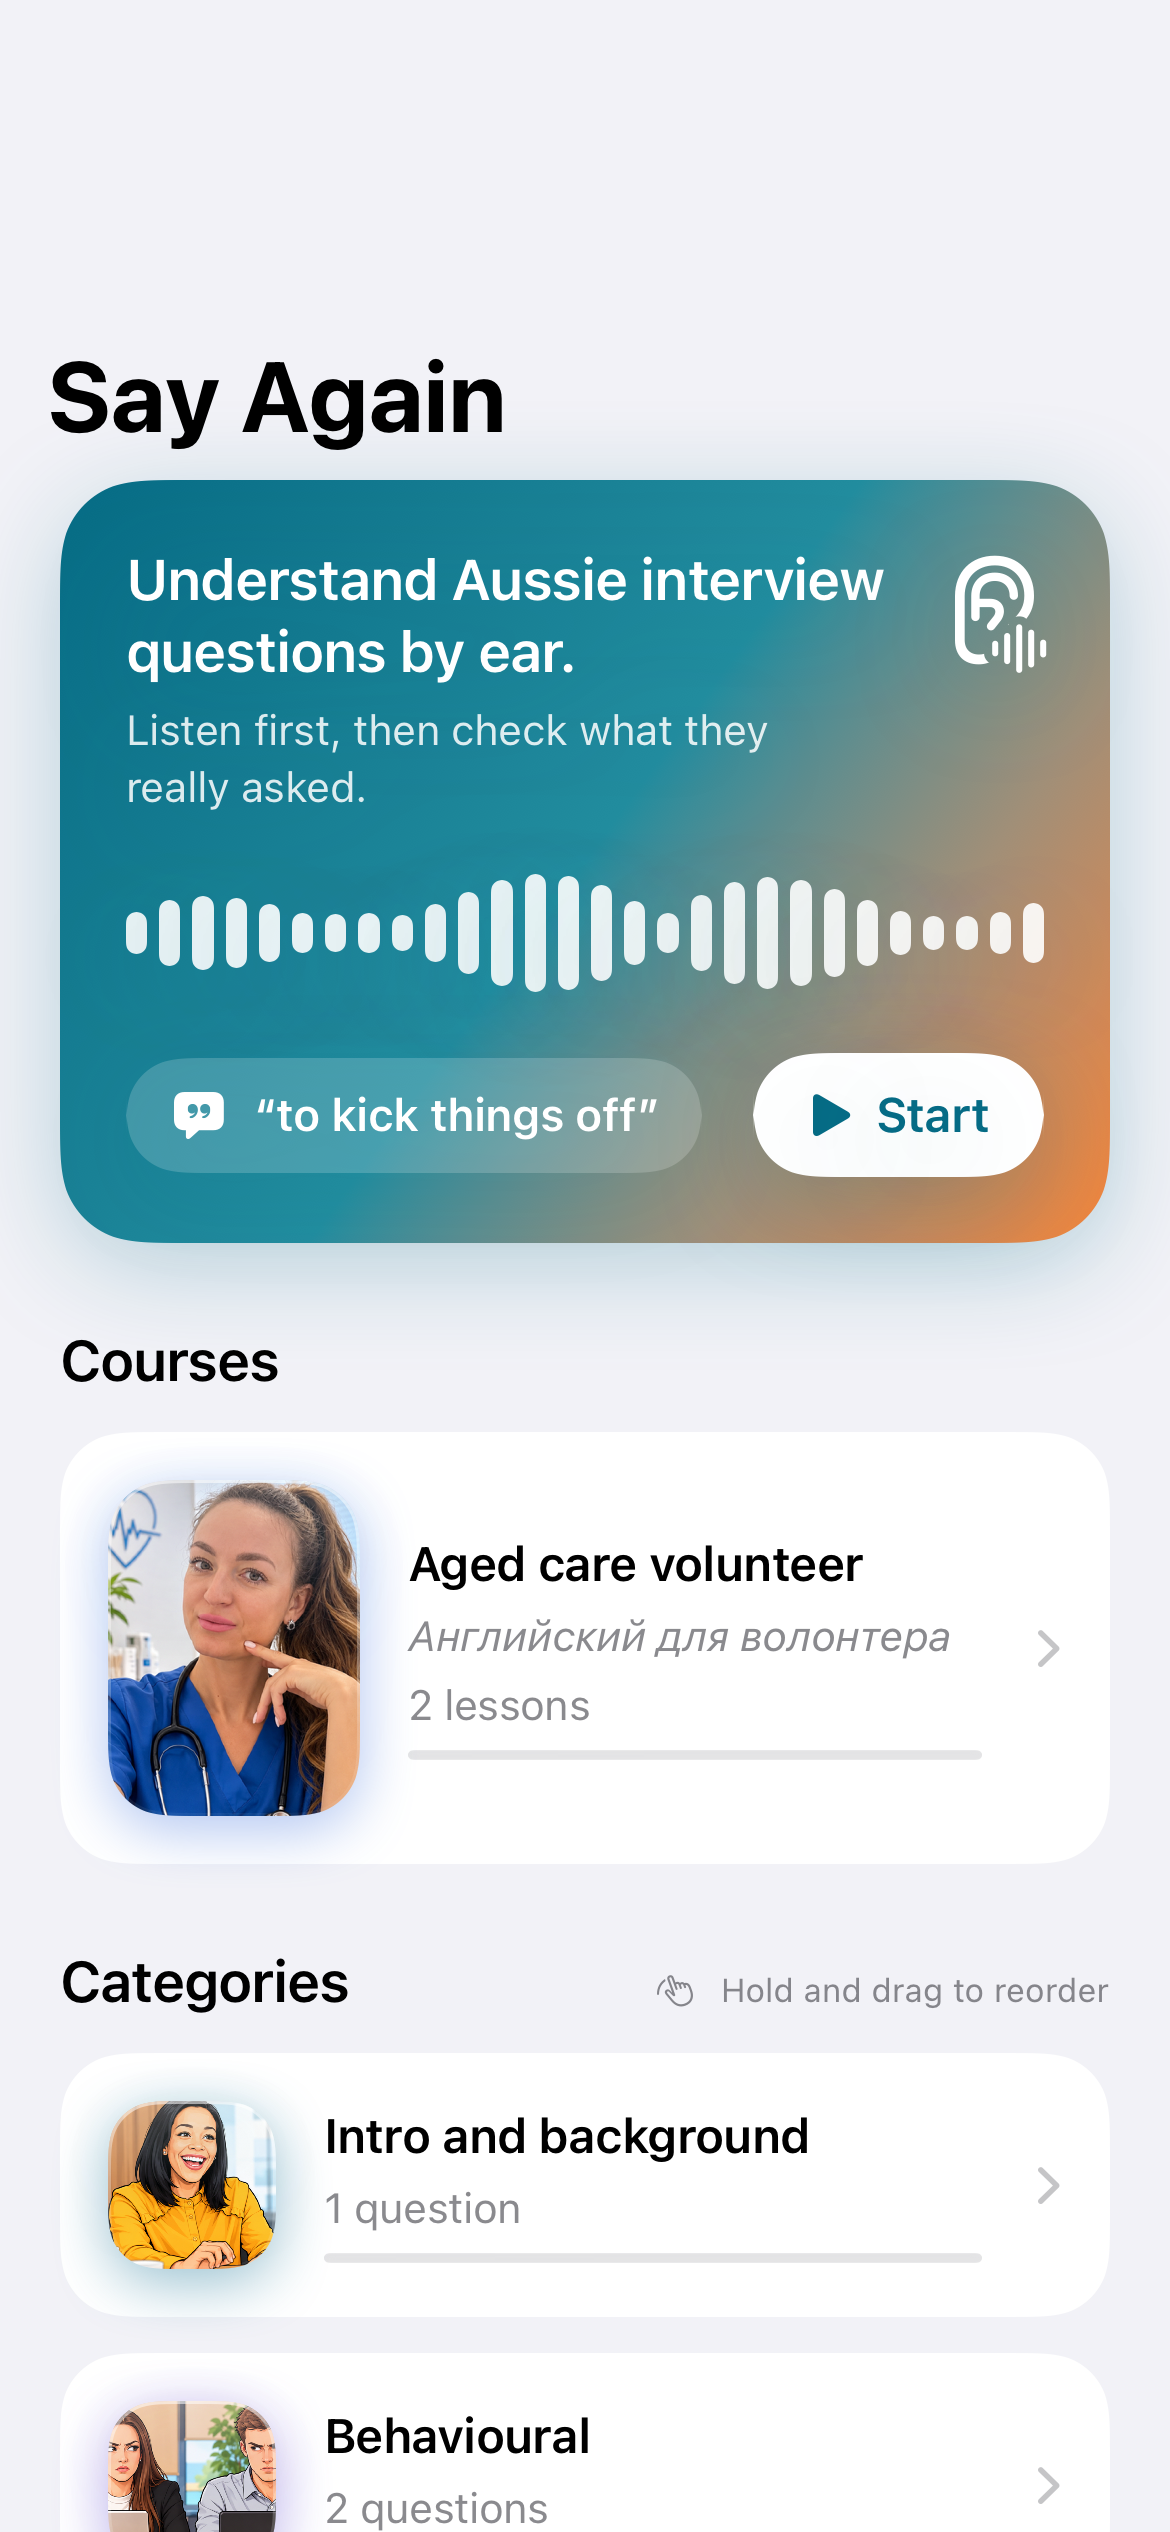 Say Again
Understand Aussie interview
questions by ear.
Listen first, then check what they
really asked.
“to kick things off”
Start
Courses
Aged care volunteer
Английский для волонтера
2 lessons
Categories
Hold and drag to reorder
Intro and background
1 question
Behavioural
2 questions